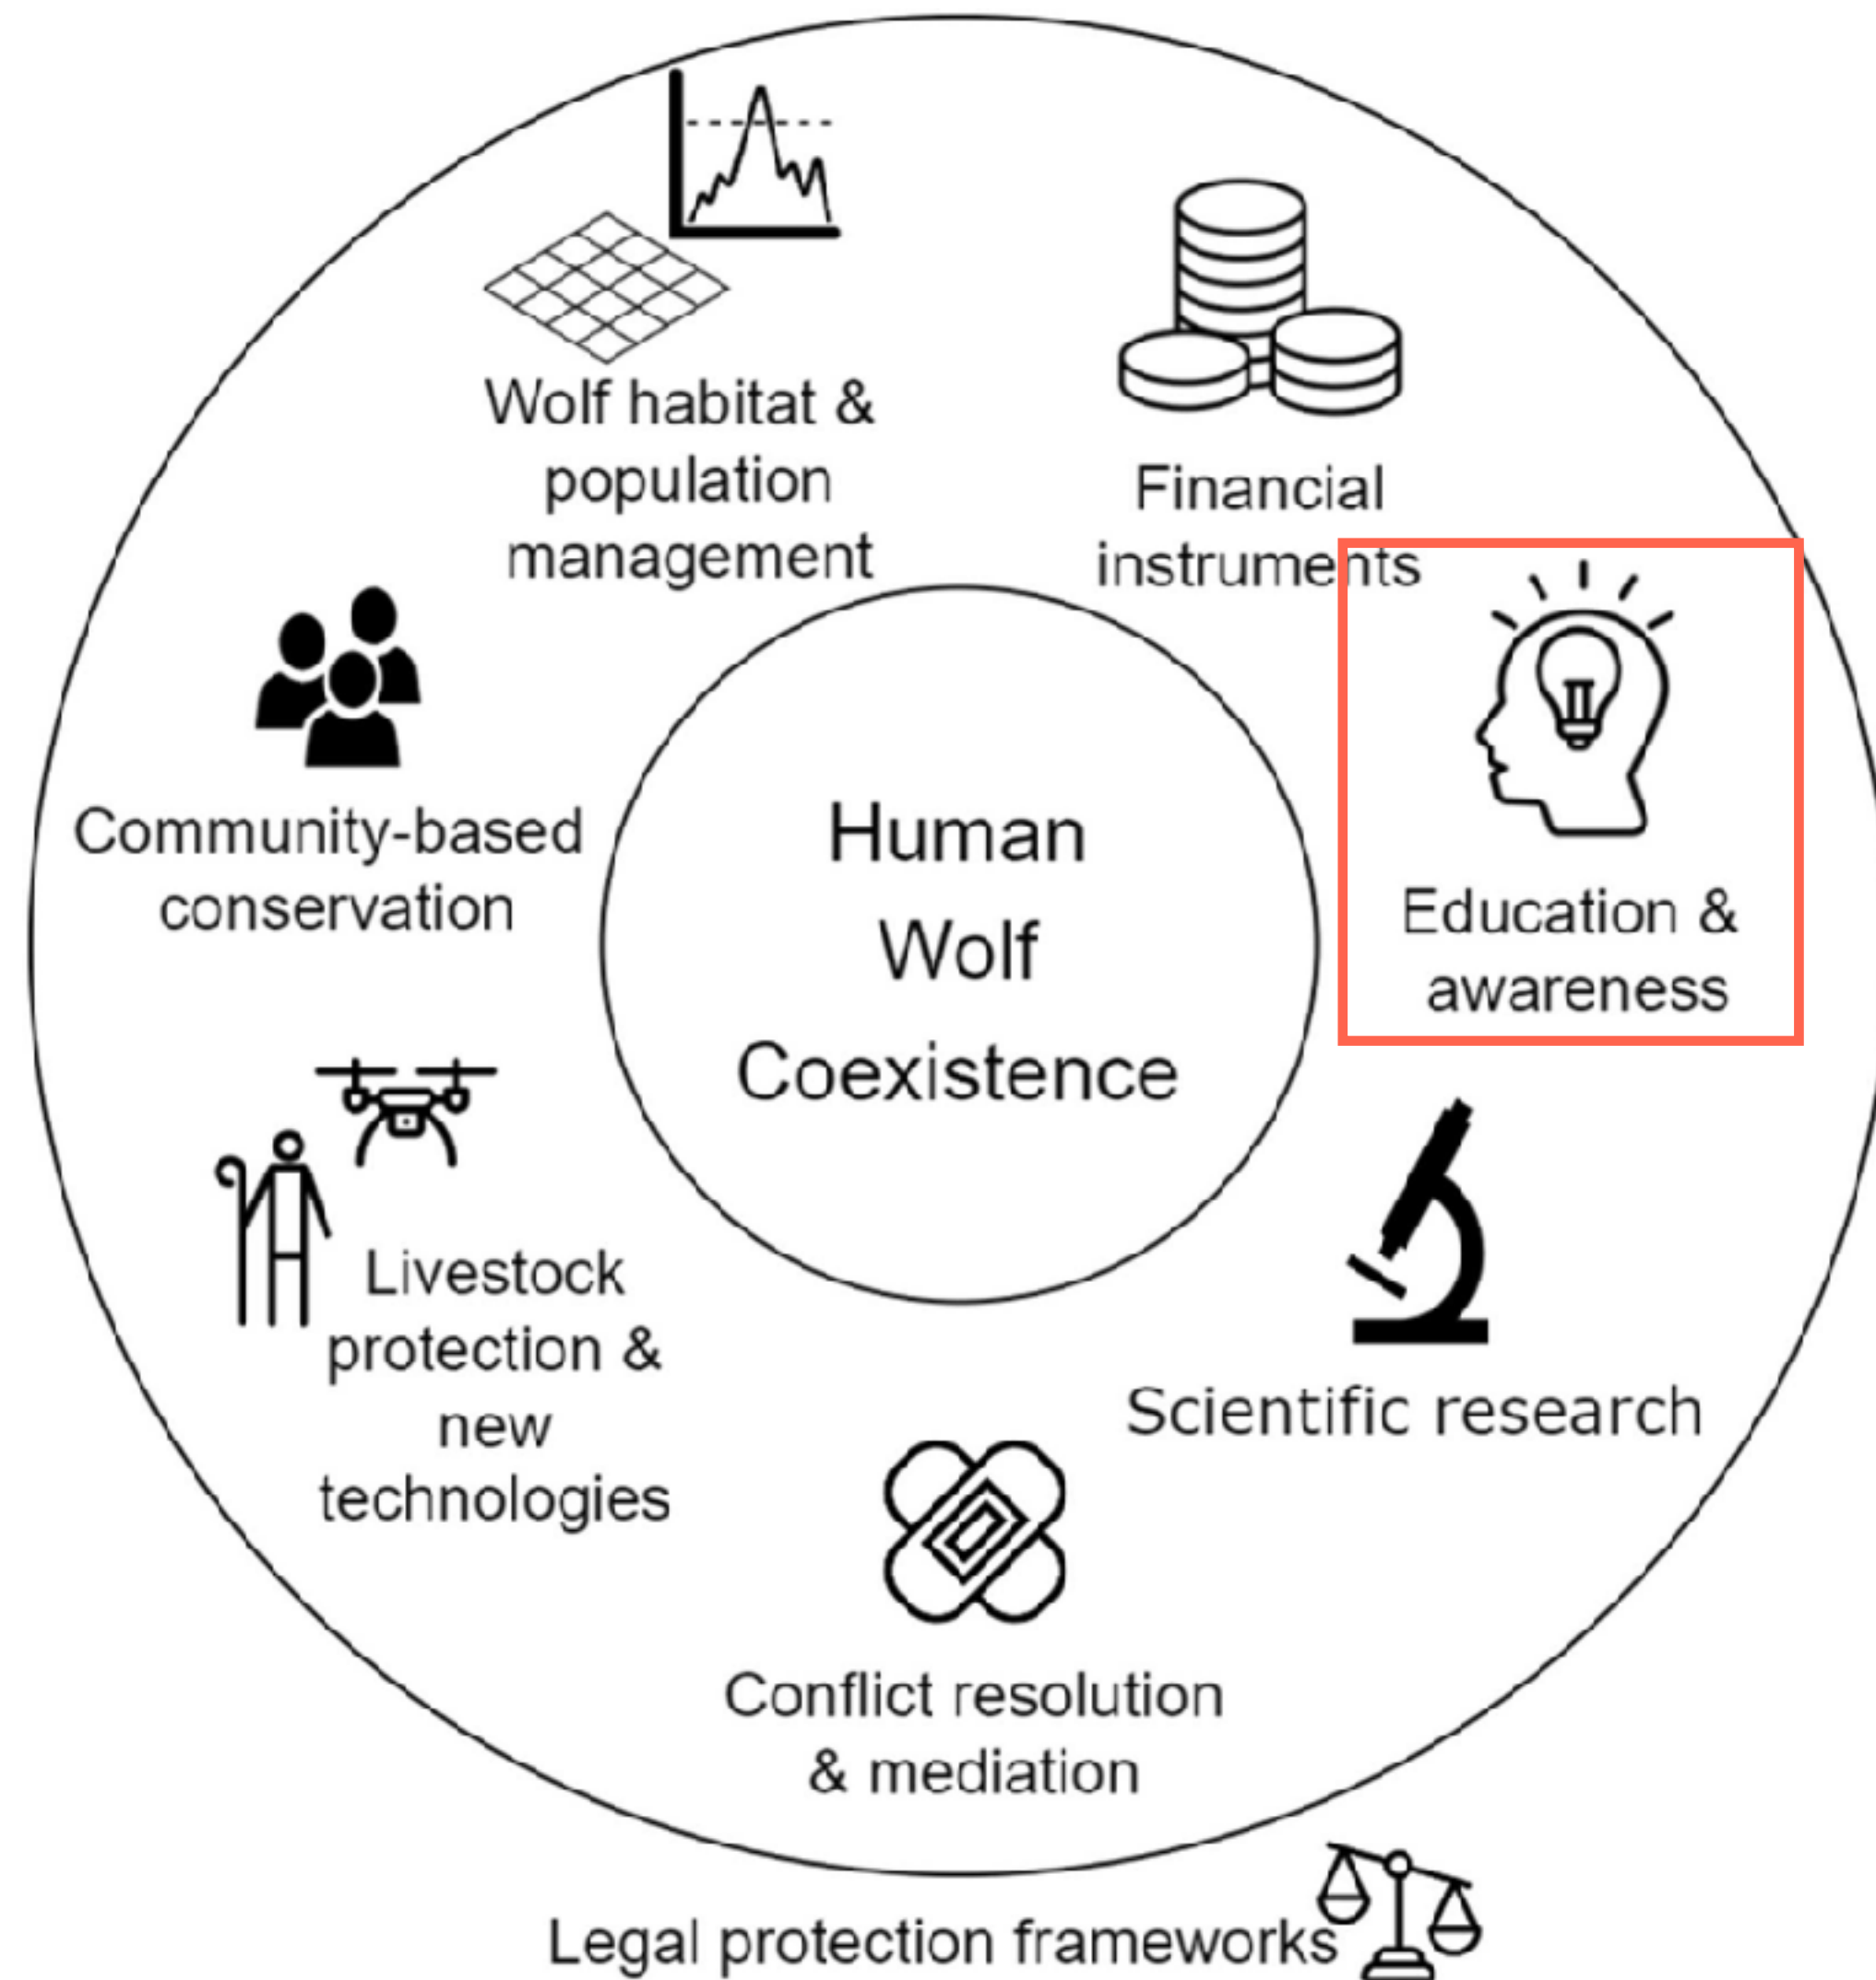 Wolf habitat &
population
management
Financial
instruments
Education &
awareness
Community-based
conservation
Human
Wolf
Coexistence
Livestock
protection &
new
technologies
Scientific research
Conflict resolution
& mediation
Legal protection frameworks